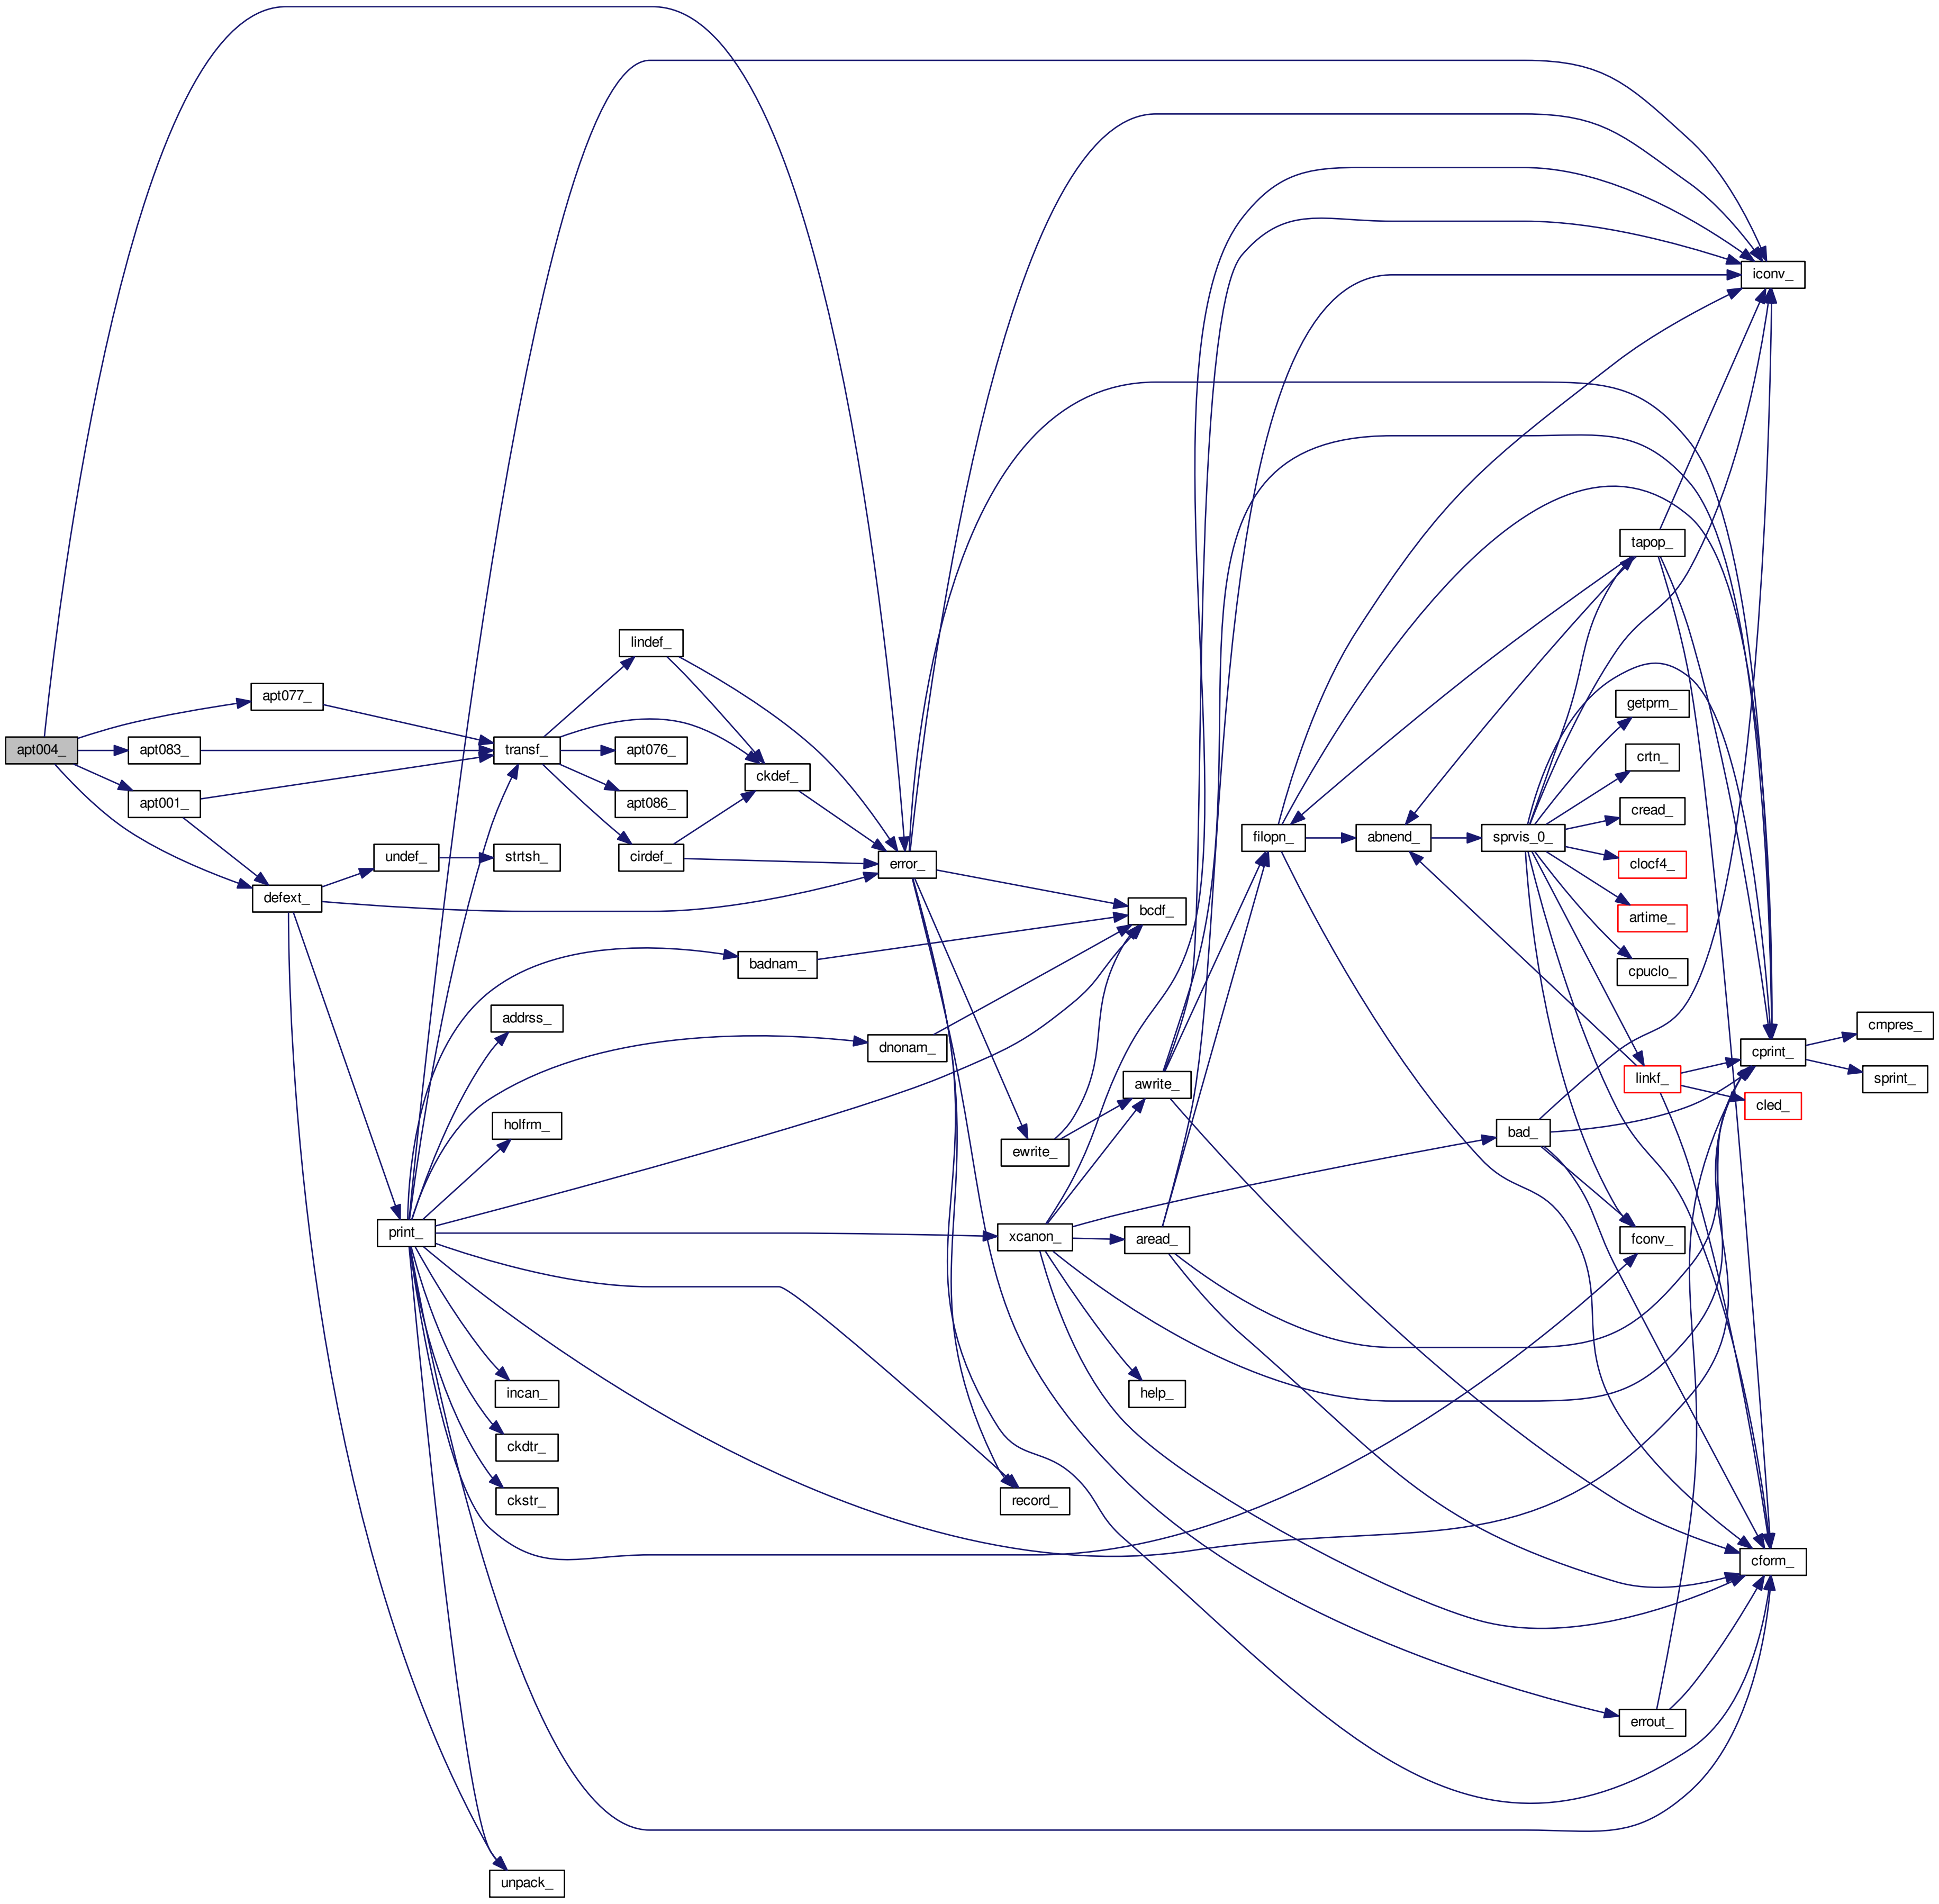 iconv_
tapop_
lindef_
apt077_
getprm_
apt004_
apt083_
transf_
apt076_
crtn_
ckdef_
apt001_
apt086_
cread_
filopn_
abnend_
sprvis_0_
undef_
strtsh_
cirdef_
error_
clocf4_
defext_
bcdf_
artime_
badnam_
cpuclo_
addrss_
cmpres_
dnonam_
cprint_
awrite_
linkf_
sprint_
cled_
holfrm_
bad_
ewrite_
print_
xcanon_
aread_
fconv_
incan_
help_
ckdtr_
ckstr_
record_
cform_
errout_
unpack_